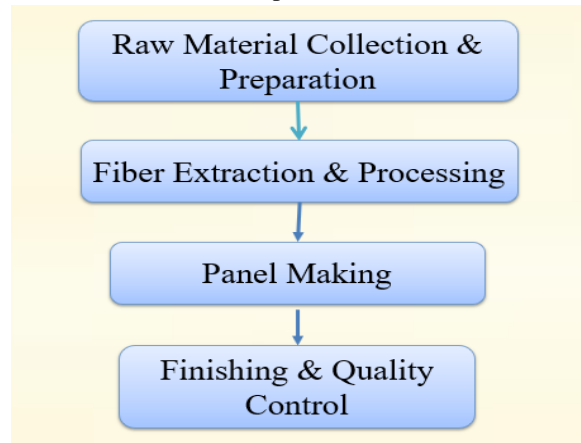 Raw Material Collection &
Preparation
Fiber Extraction & Processing
Panel Making
Finishing & Quality
Control